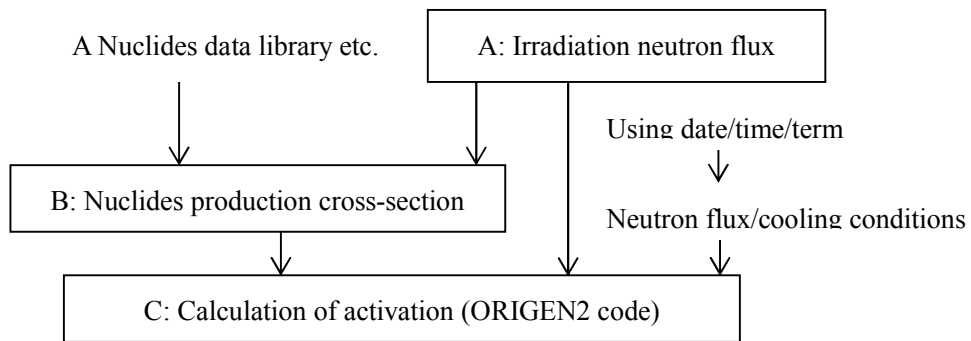 A Nuclides data library etc.
A: Irradiation neutron flux
Using date/time/term
B: Nuclides production cross-section
Neutron flux/cooling conditions
C: Calculation of activation (ORIGEN2 code)